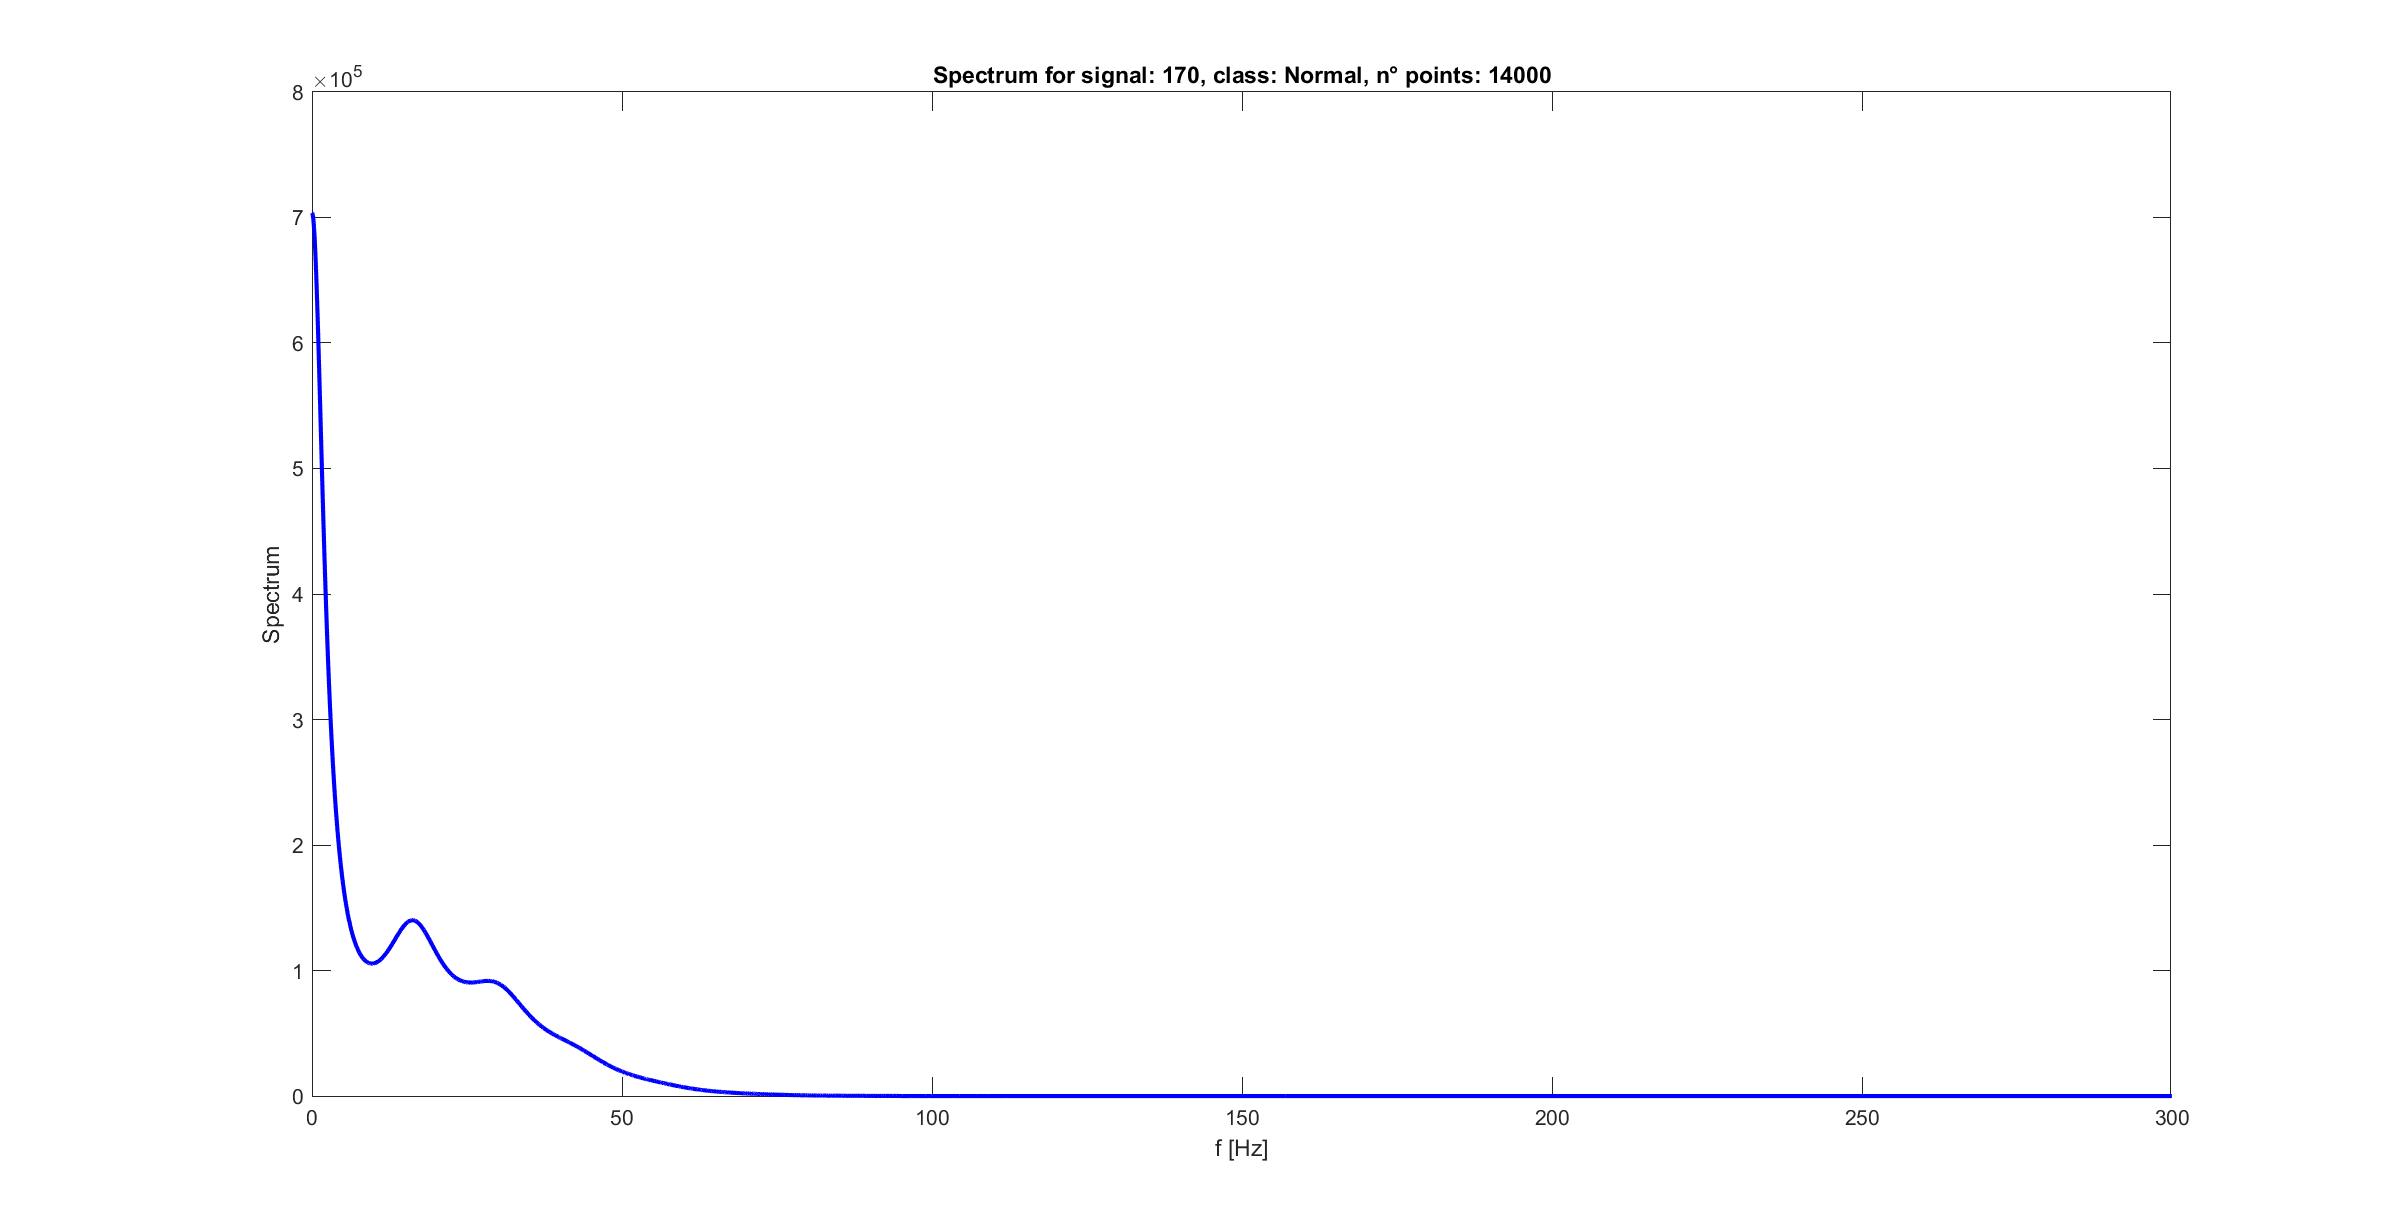 Spectrum for signal: 170, class: Normal, n° points: 14000
×10^5
8
7
6
5
4
3
2
1
0
Spectrum
0 50 100 150 200 250 300
f [Hz]